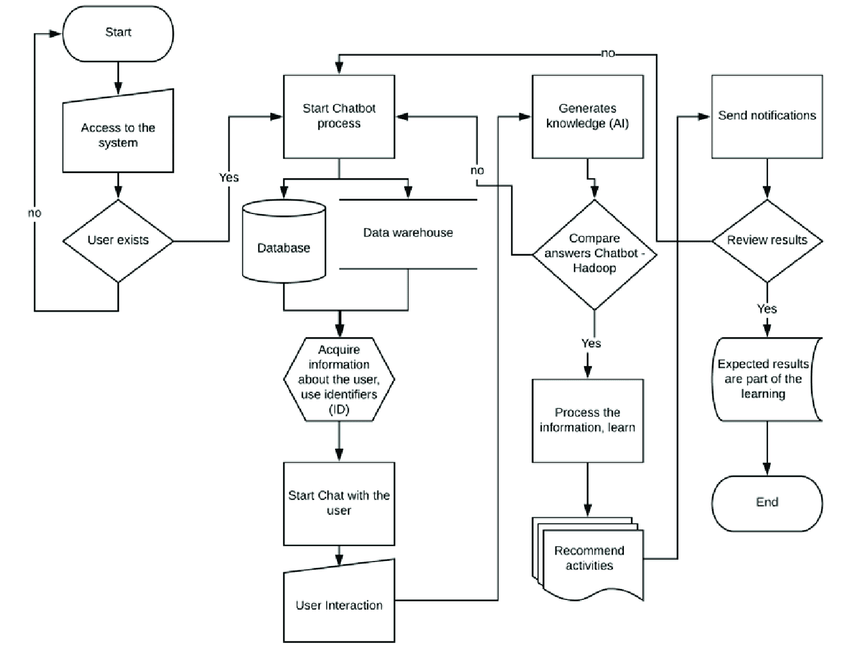 Start
Access to the
system
User exists
no
Yes
Start Chatbot
process
Database
Data warehouse
Acquire
information
about the user,
use identifiers
(ID)
Start Chat with the
user
User Interaction
Generates
knowledge (AI)
Compare
answers Chatbot -
Hadoop
no
Yes
Process the
information, learn
Recommend
activities
Send notifications
Review results
no
Yes
Expected results
are part of the
learning
End